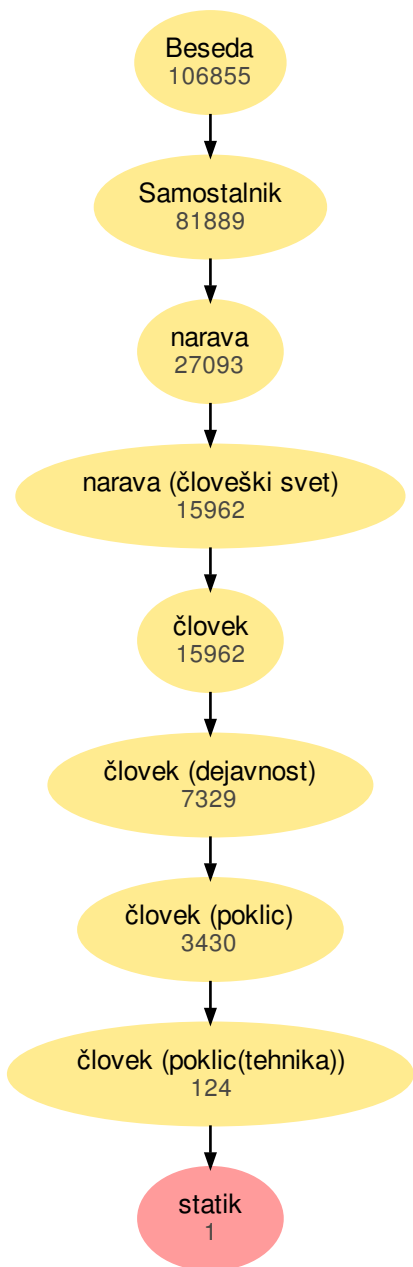 Beseda
106855
Samostalnik
81889
narava
27093
narava (človeški svet)
15962
človek
15962
človek (dejavnost)
7329
človek (poklic)
3430
človek (poklic(tehnika))
124
statik
1